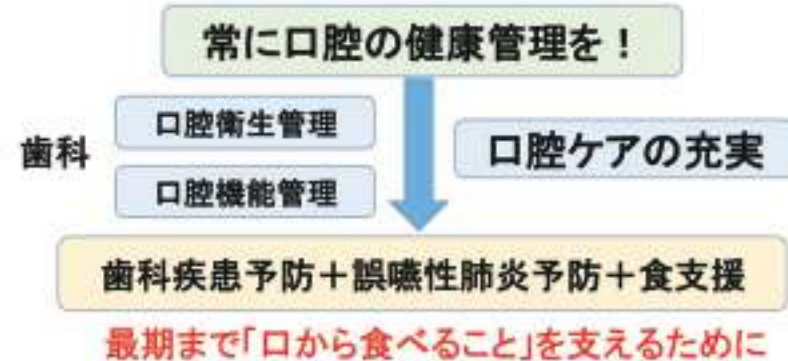 常に口腔の健康管理を！
歯科
口腔衛生管理
口腔機能管理
口腔ケアの充実
歯科疾患予防＋誤嚥性肺炎予防＋食支援
最期まで「口から食べること」を支えるために